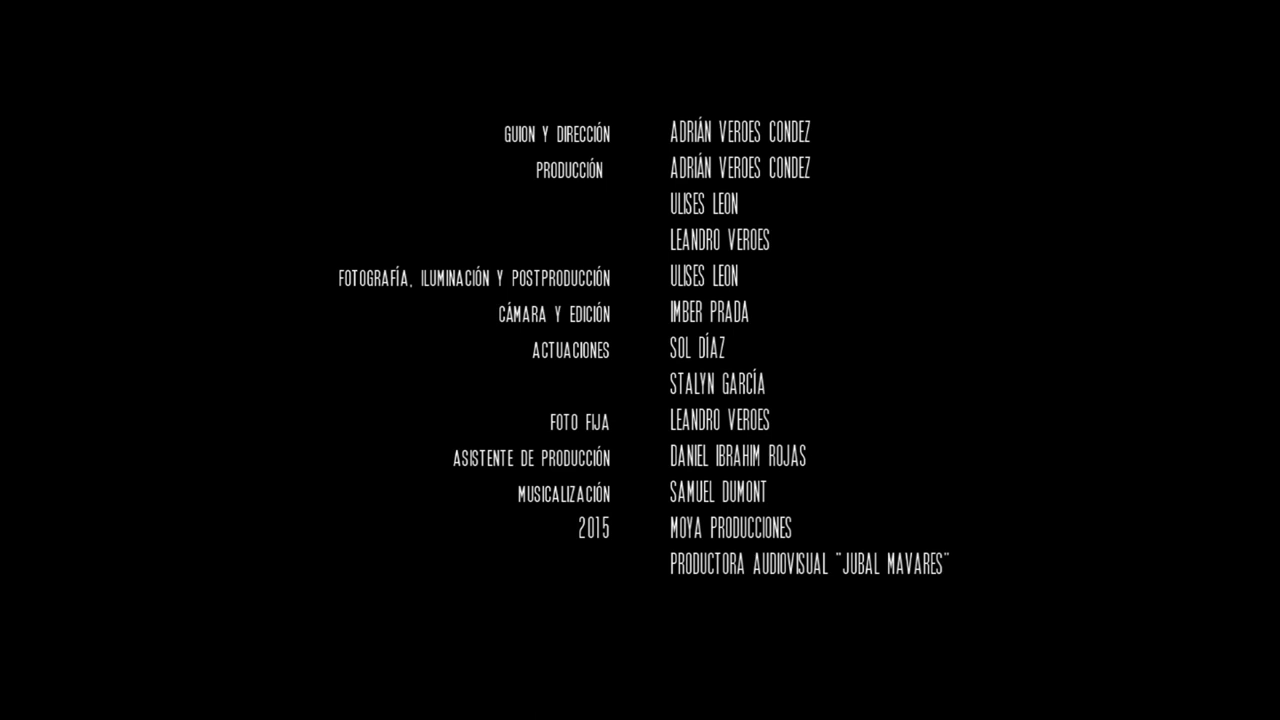 GUION Y DIRECCIÓN ADRIÁN VEROES CONDEZ
PRODUCCIÓN ADRIÁN VEROES CONDEZ
ULISES LEON
LEANDRO VEROES
FOTOGRAFÍA, ILUMINACIÓN Y POSTPRODUCCIÓN ULISES LEON
CÁMARA Y EDICIÓN IMBER PRADA
ACTUACIONES SOL DÍAZ
STALYN GARCÍA
FOTO FIJA LEANDRO VEROES
ASISTENTE DE PRODUCCIÓN DANIEL IBRAHIM ROJAS
MUSICALIZACIÓN SAMUEL DUMONT
2015 MOYA PRODUCCIONES
PRODUCTORA AUDIOVISUAL "JUBAL MAVARES"